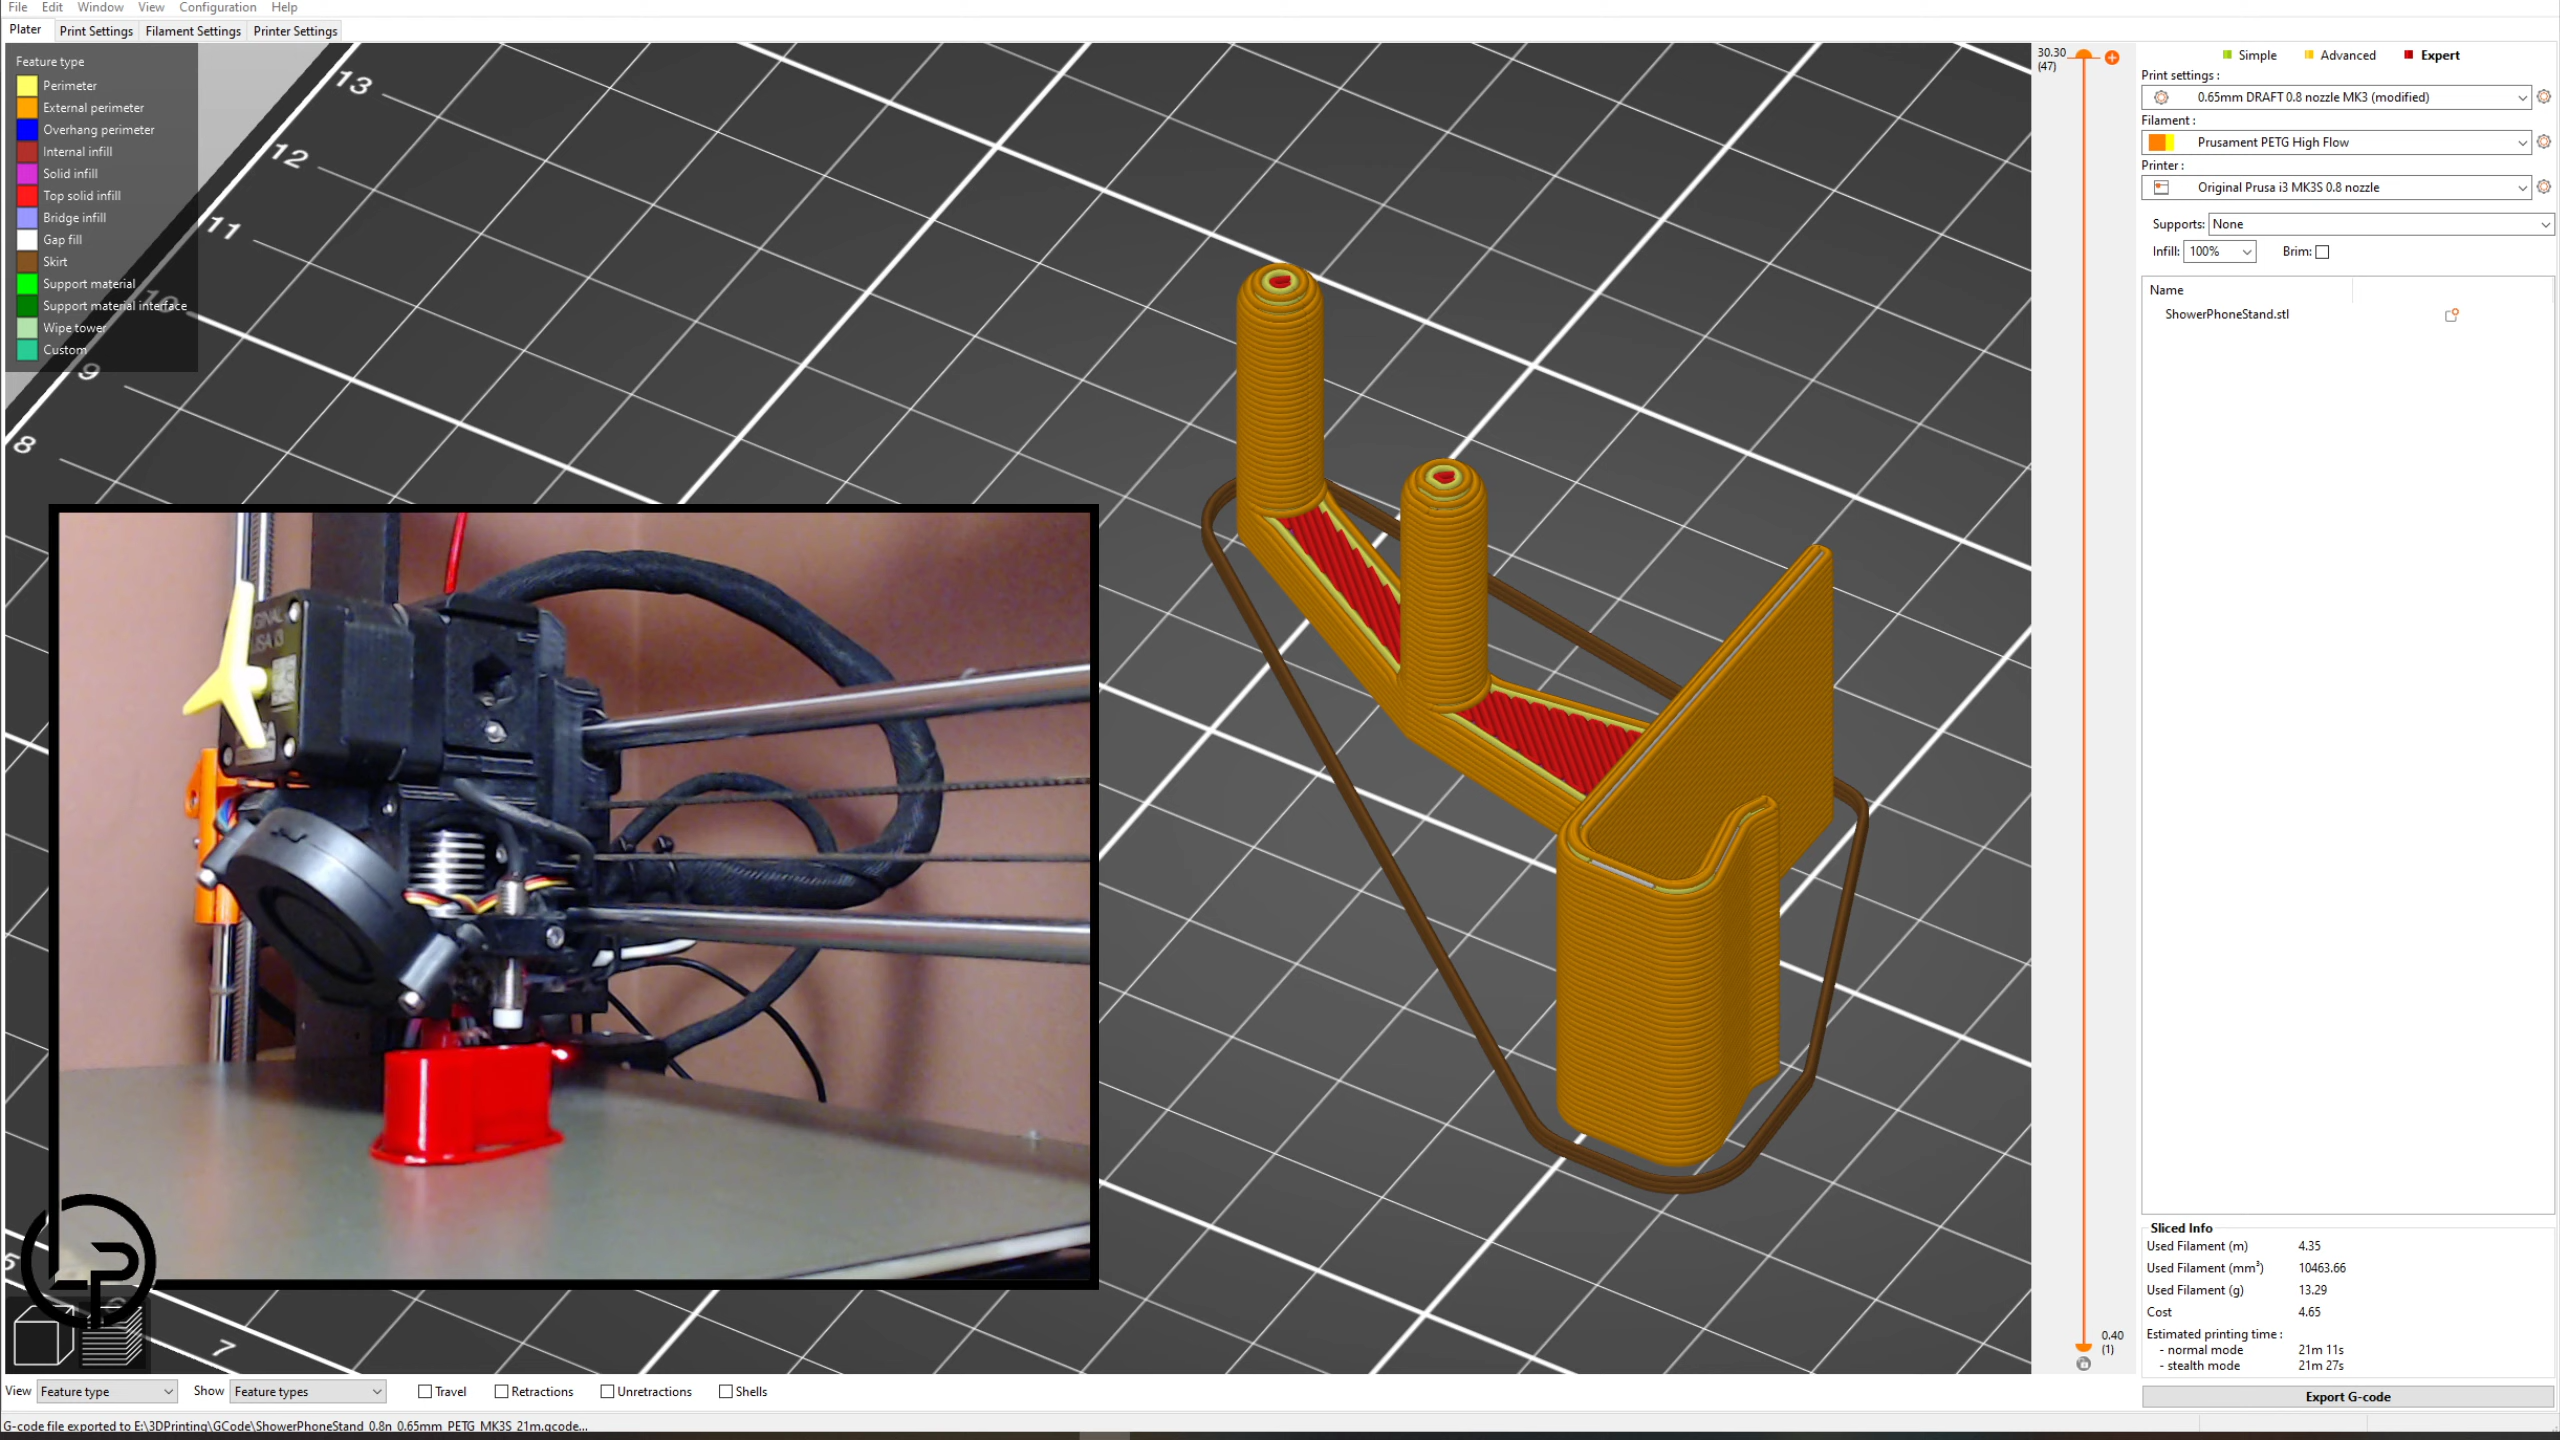 File Edit Window View Configuration Help
Plater Print Settings Filament Settings Printer Settings
Feature type
Perimeter
External perimeter
Overhang perimeter
Internal infill
Solid infill
Top solid infill
Bridge infill
Gap fill
Skirt
Support material
Support material interface
Wipe tower
Custom
13
12
11
10
9
8
7
5
30.30
(47)
0.40
(1)
Simple Advanced Expert
Print settings :
0.65mm DRAFT 0.8 nozzle MK3 (modified)
Filament :
Prusament PETG High Flow
Printer :
Original Prusa i3 MK3S 0.8 nozzle
Supports: None
Infill: 100% Brim:
Name
ShowerPhoneStand.stl
Sliced Info
Used Filament (m) 4.35
Used Filament (mm³) 10463.66
Used Filament (g) 13.29
Cost 4.65
Estimated printing time :
- normal mode 21m 11s
- stealth mode 21m 27s
Export G-code
View Feature type Show Feature types Travel Retractions Unretractions Shells
G-code file exported to E:\3DPrinting\GCode\ShowerPhoneStand_0.8n_0.65mm_PETG_MK3S_21m.gcode...